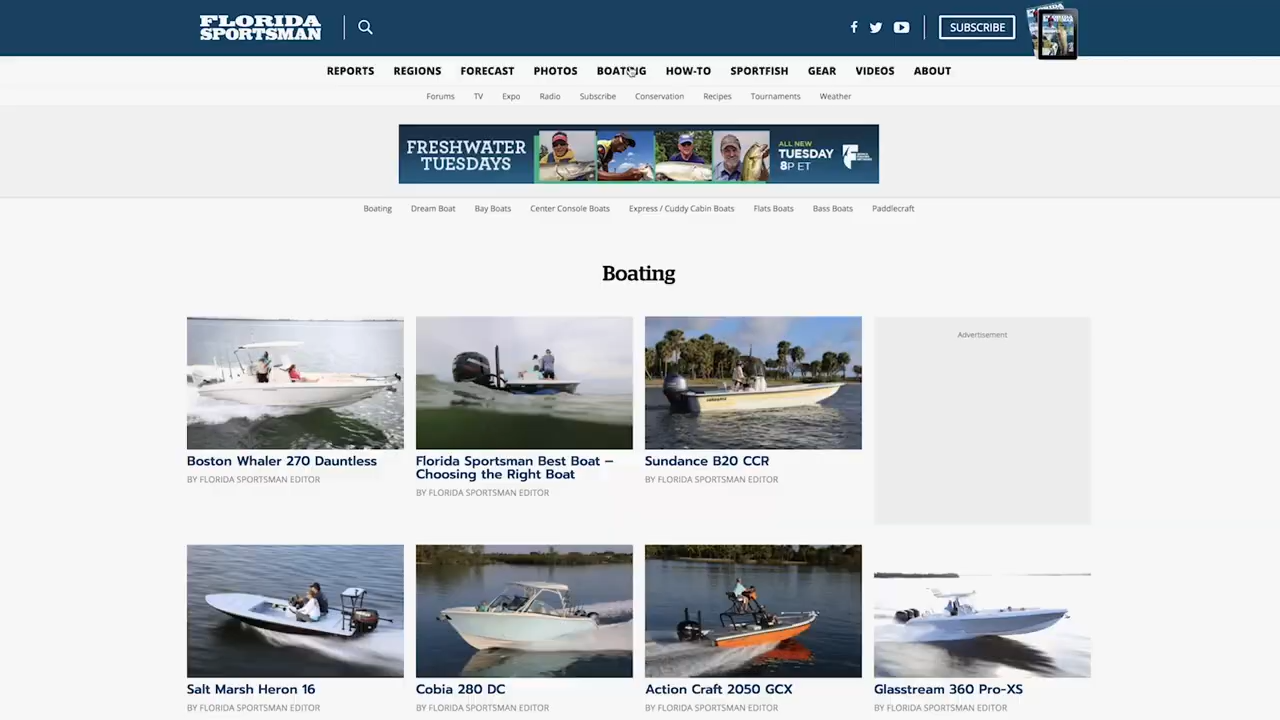 FLORIDA
SPORTSMAN
SUBSCRIBE
REPORTS REGIONS FORECAST PHOTOS BOATING HOW-TO SPORTFISH GEAR VIDEOS ABOUT
Forums TV Expo Radio Subscribe Conservation Recipes Tournaments Weather
FRESHWATER
TUESDAYS
ALL NEW
TUESDAY
8P ET
Boating Dream Boat Bay Boats Center Console Boats Express / Cuddy Cabin Boats Flats Boats Bass Boats Paddlecraft
Boating
Advertisement
Boston Whaler 270 Dauntless
BY FLORIDA SPORTSMAN EDITOR
Florida Sportsman Best Boat –
Choosing the Right Boat
BY FLORIDA SPORTSMAN EDITOR
Sundance B20 CCR
BY FLORIDA SPORTSMAN EDITOR
Salt Marsh Heron 16
BY FLORIDA SPORTSMAN EDITOR
Cobia 280 DC
BY FLORIDA SPORTSMAN EDITOR
Action Craft 2050 GCX
BY FLORIDA SPORTSMAN EDITOR
Glasstream 360 Pro-XS
BY FLORIDA SPORTSMAN EDITOR